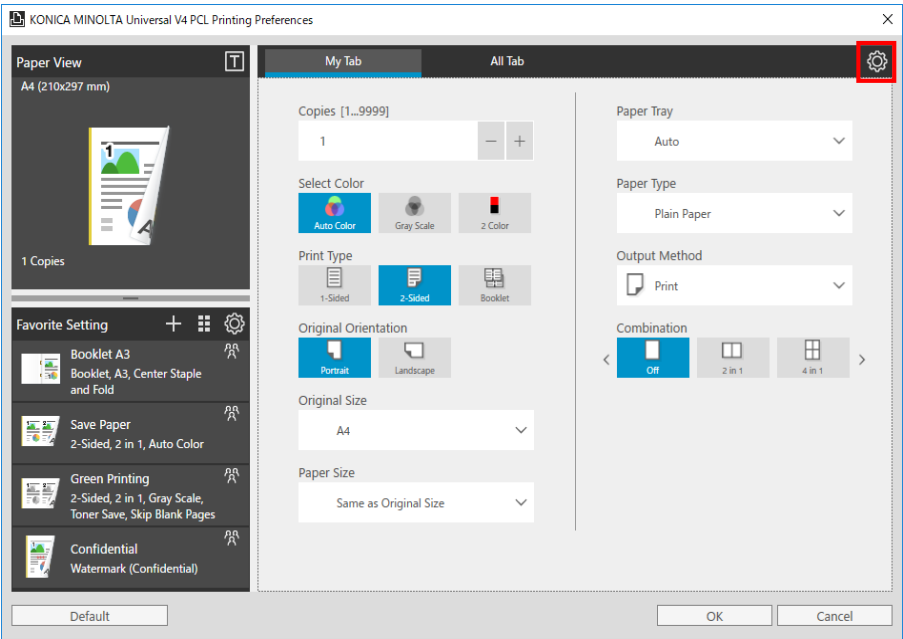 KONICA MINOLTA Universal V4 PCL Printing Preferences
Paper View
T
A4 (210x297 mm)
1
A
1 Copies
Favorite Setting
Booklet A3
Booklet, A3, Center Staple
and Fold
Save Paper
2-Sided, 2 in 1, Auto Color
Green Printing
2-Sided, 2 in 1, Gray Scale,
Toner Save, Skip Blank Pages
Confidential
Watermark (Confidential)
My Tab
All Tab
Copies [1...9999]
1
Select Color
Auto Color
Gray Scale
2 Color
Print Type
1-Sided
2-Sided
Booklet
Original Orientation
Portrait
Landscape
Original Size
A4
Paper Size
Same as Original Size
Paper Tray
Auto
Paper Type
Plain Paper
Output Method
Print
Combination
Off
2 in 1
4 in 1
Default
OK
Cancel